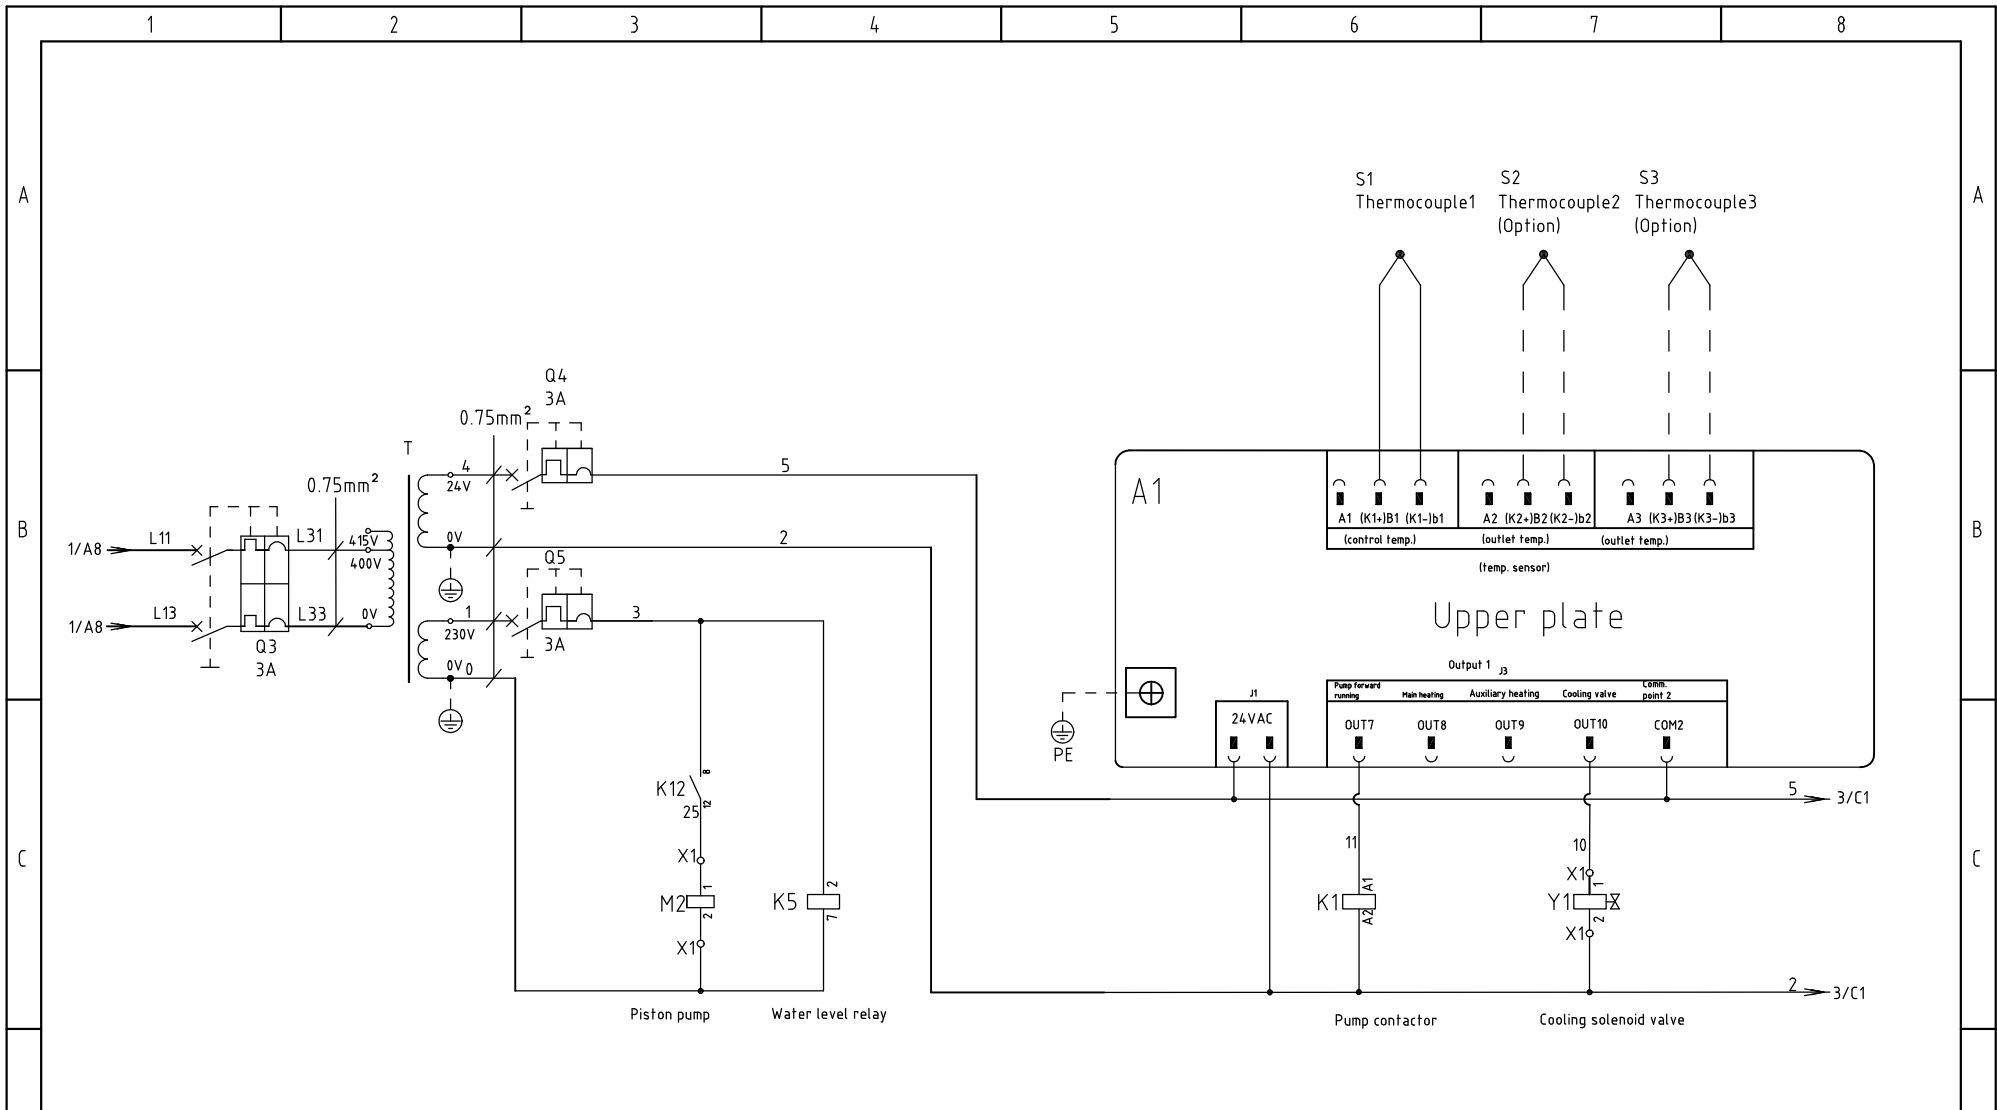 1 2 3 4 5 6 7 8
A
A
S1
Thermocouple1
S2
Thermocouple2
(Option)
S3
Thermocouple3
(Option)
B
B
Q4
3A
0.75mm²
T
0.75mm²
4
24V
5
0V
2
1/A8
L11
L31
415V
400V
1/A8
L13
L33
0V
Q3
3A
Q5
3A
1
230V
3
0V
0
A1
A1 (K1+)B1 (K1-)b1
A2 (K2+)B2 (K2-)b2
A3 (K3+)B3 (K3-)b3
(control temp.)
(outlet temp.)
(outlet temp.)
(temp. sensor)
Upper plate
Output 1
J3
Pump forward
running
Main heating
Auxiliary heating
Cooling valve
Comm.
point 2
J1
24VAC
OUT7
OUT8
OUT9
OUT10
COM2
PE
C
C
K12
8
12
25
X1
M2
1
2
X1
K5
2
7
5
3/C1
11
K1
A1
A2
10
X1
Y1
1
2
X1
2
3/C1
Piston pump
Water level relay
Pump contactor
Cooling solenoid valve